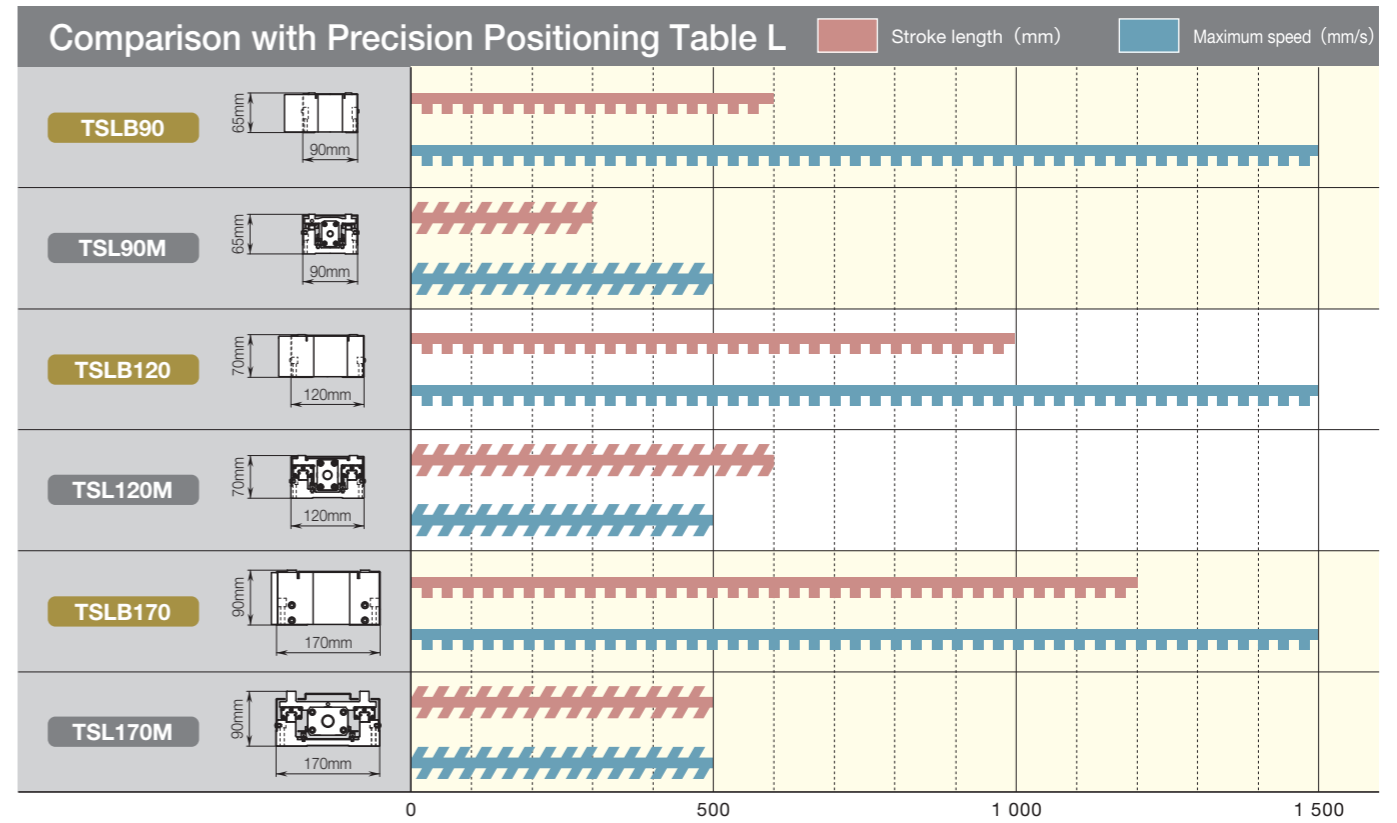 Comparison with Precision Positioning Table L
Stroke length（mm）
Maximum speed（mm/s）
TSLB90
65mm
90mm
TSL90M
65mm
90mm
TSLB120
70mm
120mm
TSL120M
70mm
120mm
TSLB170
90mm
170mm
TSL170M
90mm
170mm
0 500 1 000 1 500